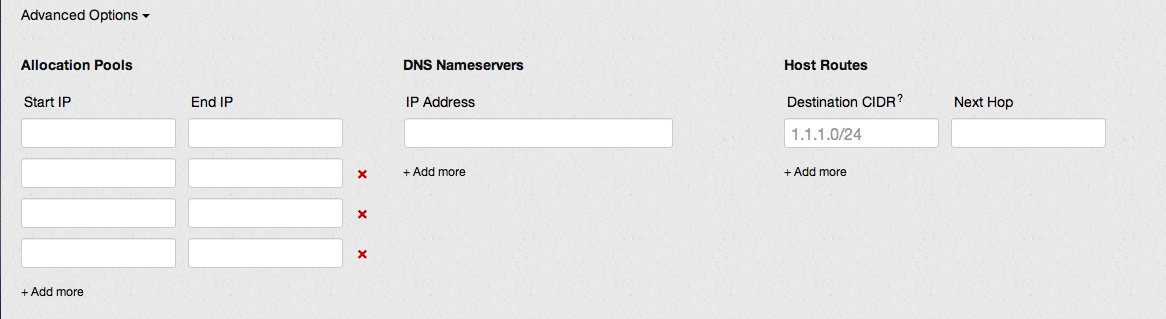 Advanced Options
Allocation Pools
Start IP End IP
+ Add more
DNS Nameservers
IP Address
+ Add more
Host Routes
Destination CIDR? Next Hop
1.1.1.0/24
+ Add more